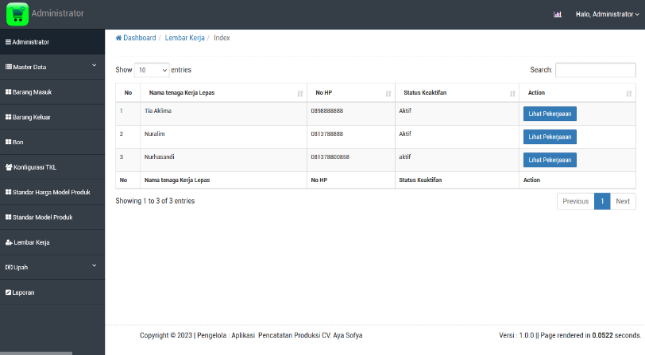 Administrator
Halo, Administrator
Administrator
Master Data
Barang Masuk
Barang Keluar
Bon
Konfigurasi TKL
Standar Harga Model Produk
Standar Model Produk
Lembar Kerja
Upah
Laporan
Dashboard / Lembar Kerja / Index
Show 10 entries Search:
No Nama tenaga Kerja Lepas No HP Status Keaktifan Action
1 Tia Aklima 0898888888 Aktif Lihat Pekerjaaan
2 Nuralim 0813788888 Aktif Lihat Pekerjaaan
3 Nurhasandi 081378800888 aktif Lihat Pekerjaaan
No Nama tenaga Kerja Lepas No HP Status Keaktifan Action
Showing 1 to 3 of 3 entries
Previous 1 Next
Copyright © 2023 | Pengelola : Aplikasi Pencatatan Produksi CV. Aya Sofya
Versi : 1.0.0 || Page rendered in 0.0522 seconds.